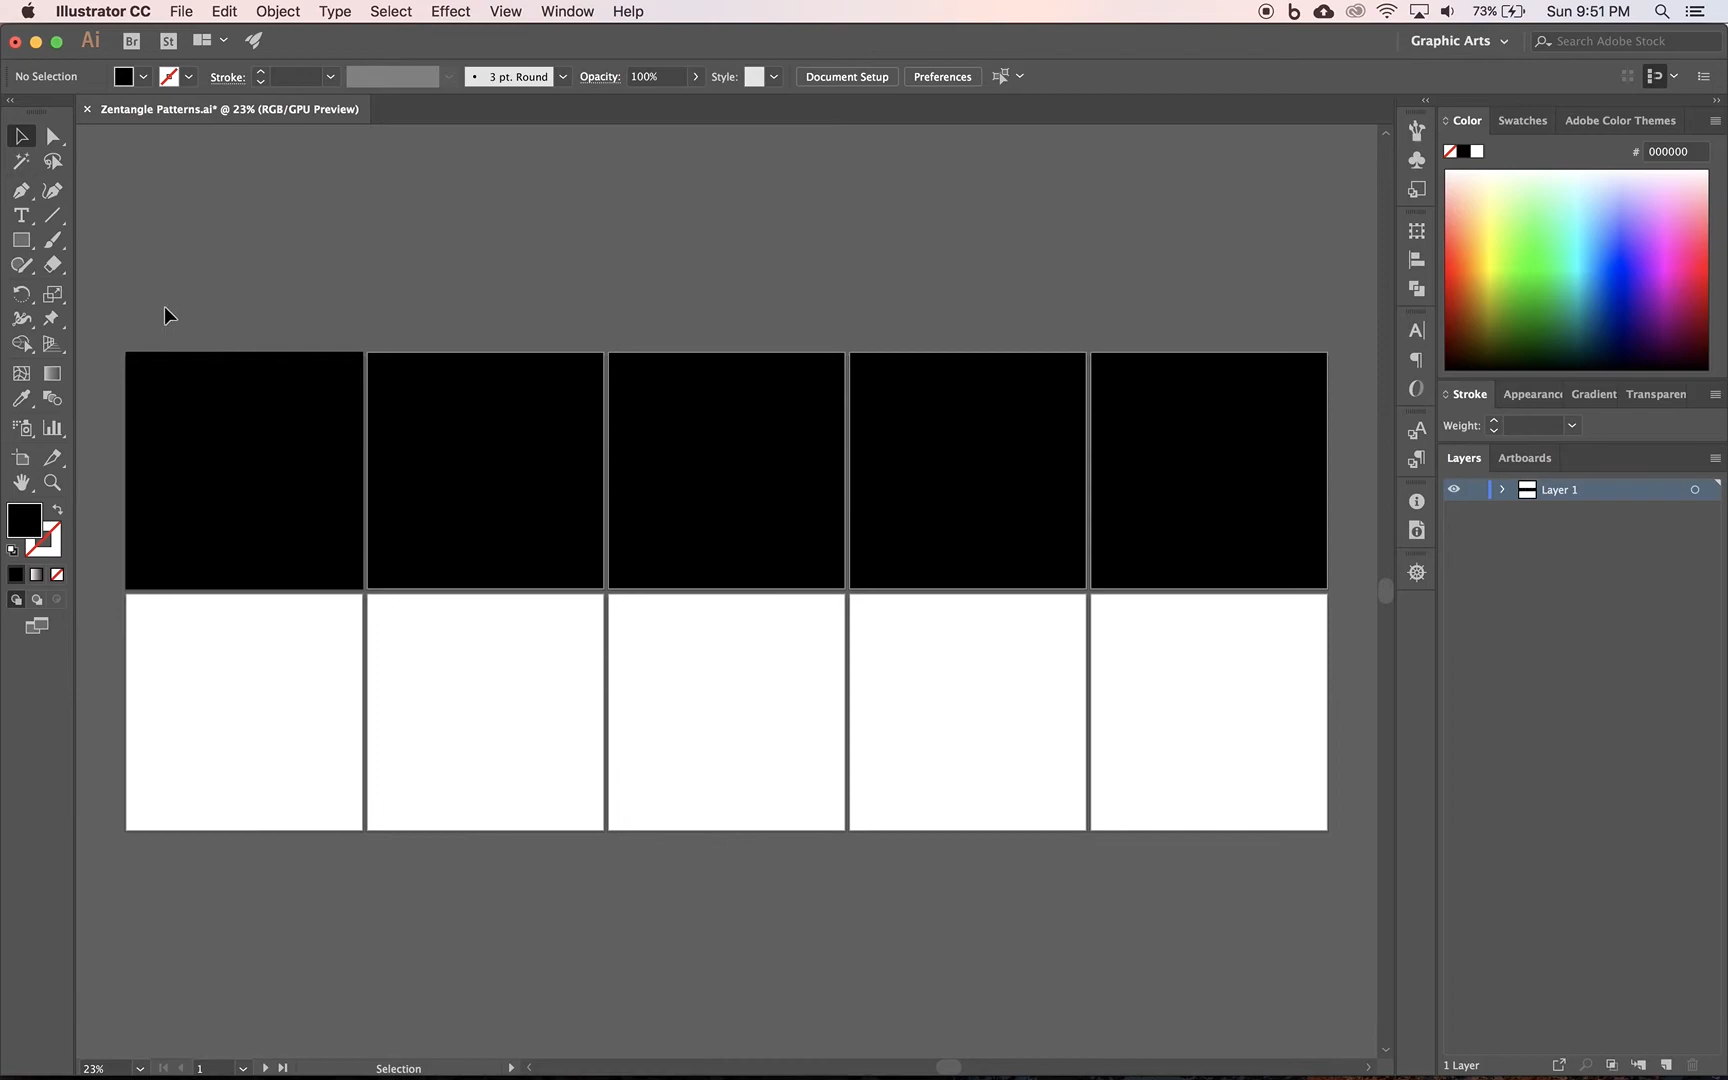 Illustrator CC File Edit Object Type Select Effect View Window Help 73% Sun 9:51 PM
Ai Br St Graphic Arts Search Adobe Stock
No Selection Stroke: 3 pt. Round Opacity: 100% Style: Document Setup Preferences
× Zentangle Patterns.ai* @ 23% (RGB/GPU Preview)
Color Swatches Adobe Color Themes
# 000000
Stroke Appearance Gradient Transparen
Weight:
Layers Artboards
Layer 1
23% 1 Selection 1 Layer